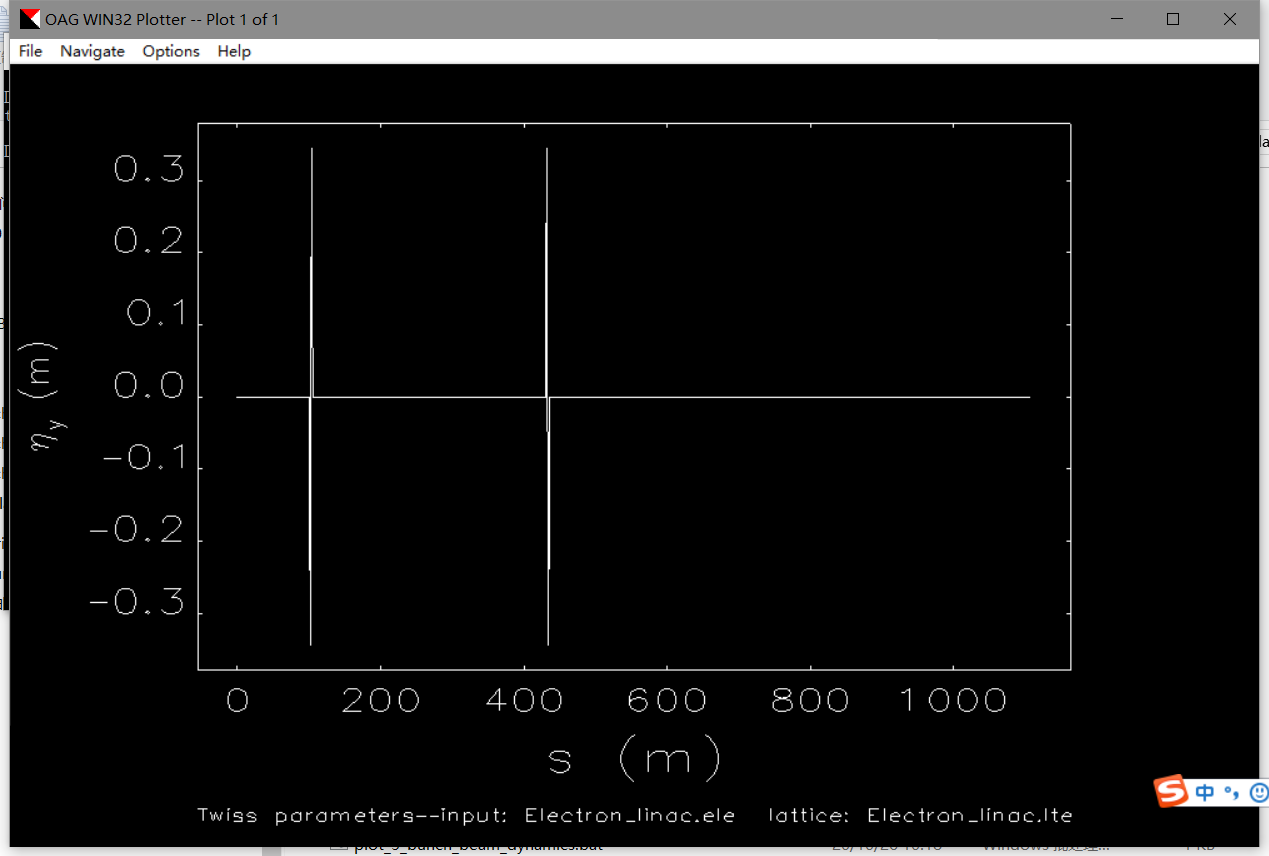 OAG WIN32 Plotter -- Plot 1 of 1
File Navigate Options Help
0.3
0.2
0.1
0.0
-0.1
-0.2
-0.3
ηy (m)
0 200 400 600 800 1000
s (m)
Twiss parameters--input: Electron_linac.ele lattice: Electron_linac.lte
中